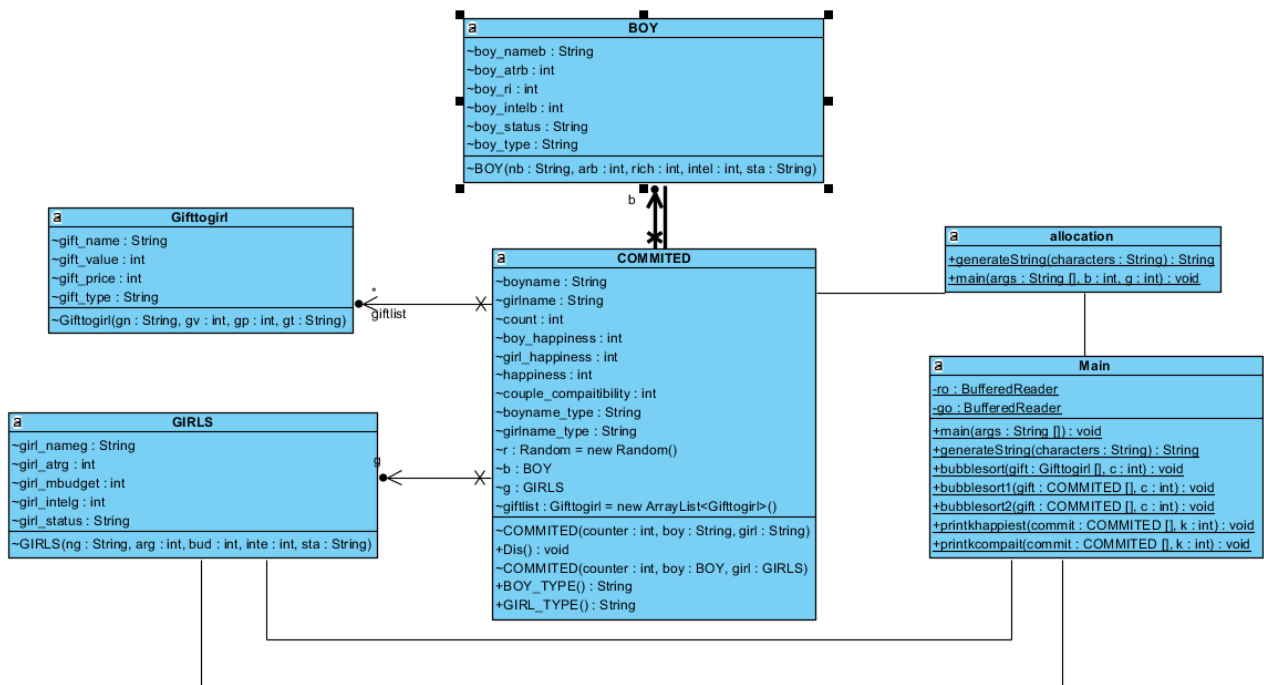 a
BOY
~boy_nameb : String
~boy_atrb : int
~boy_ri : int
~boy_intelb : int
~boy_status : String
~boy_type : String
~BOY(nb : String, arb : int, rich : int, intel : int, sta : String)
b
a
Gifttogirl
~gift_name : String
~gift_value : int
~gift_price : int
~gift_type : String
~Gifttogirl(gn : String, gv : int, gp : int, gt : String)
*
giftlist
a
COMMITED
~boyname : String
~girlname : String
~count : int
~boy_happiness : int
~girl_happiness : int
~happiness : int
~couple_compaitibility : int
~boyname_type : String
~girlname_type : String
~r : Random = new Random()
~b : BOY
~g : GIRLS
~giftlist : Gifttogirl = new ArrayList<Gifttogirl>()
~COMMITED(counter : int, boy : String, girl : String)
+Dis() : void
~COMMITED(counter : int, boy : BOY, girl : GIRLS)
+BOY_TYPE() : String
+GIRL_TYPE() : String
a
allocation
+generateString(characters : String) : String
+main(args : String [], b : int, g : int) : void
a
Main
-ro : BufferedReader
-go : BufferedReader
+main(args : String []) : void
+generateString(characters : String) : String
+bubblesort(gift : Gifttogirl [], c : int) : void
+bubblesort1(gift : COMMITED [], c : int) : void
+bubblesort2(gift : COMMITED [], c : int) : void
+printkhappiest(commit : COMMITED [], k : int) : void
+printkcompait(commit : COMMITED [], k : int) : void
a
GIRLS
~girl_nameg : String
~girl_atrg : int
~girl_mbudget : int
~girl_intelg : int
~girl_status : String
~GIRLS(ng : String, arg : int, bud : int, inte : int, sta : String)
g